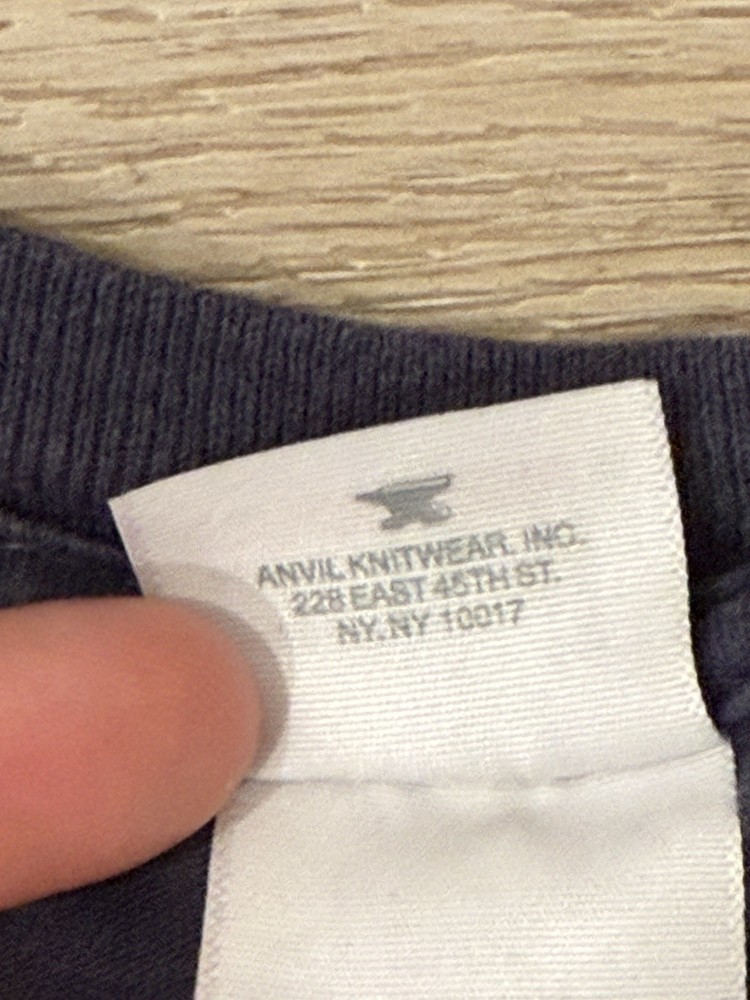 ANVIL KNITWEAR, INC.
228 EAST 45TH ST.
NY. NY 10017